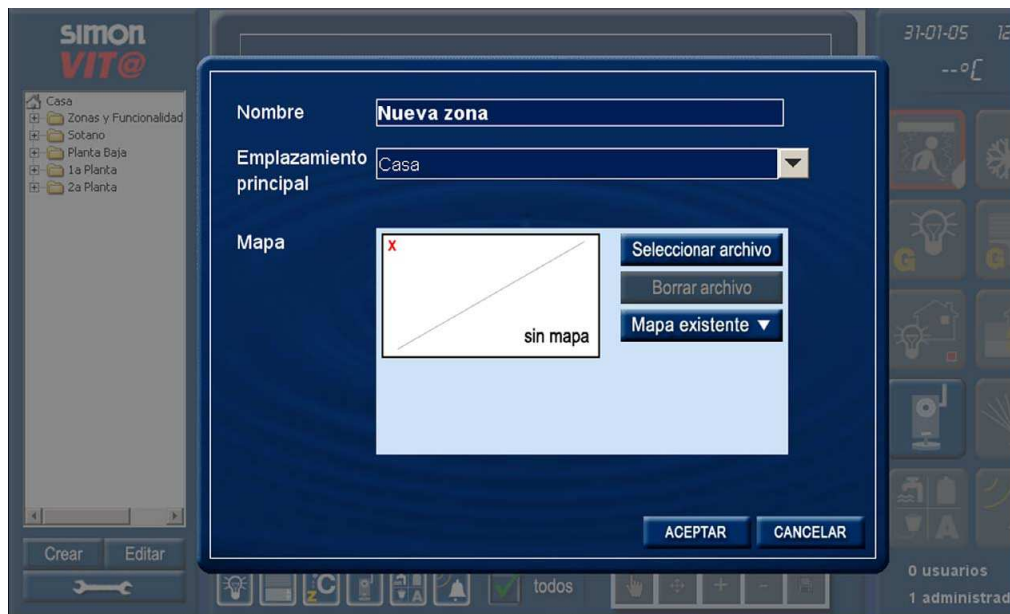 simon
VIT@
Casa
Zonas y Funcionalidad
Sotano
Planta Baja
1a Planta
2a Planta
Crear
Editar
Nombre
Nueva zona
Emplazamiento
principal
Casa
Mapa
X
sin mapa
Seleccionar archivo
Borrar archivo
Mapa existente
ACEPTAR
CANCELAR
31-01-05
12
--°C
G
G
A
Z
C
A
todos
0 usuarios
1 administrad